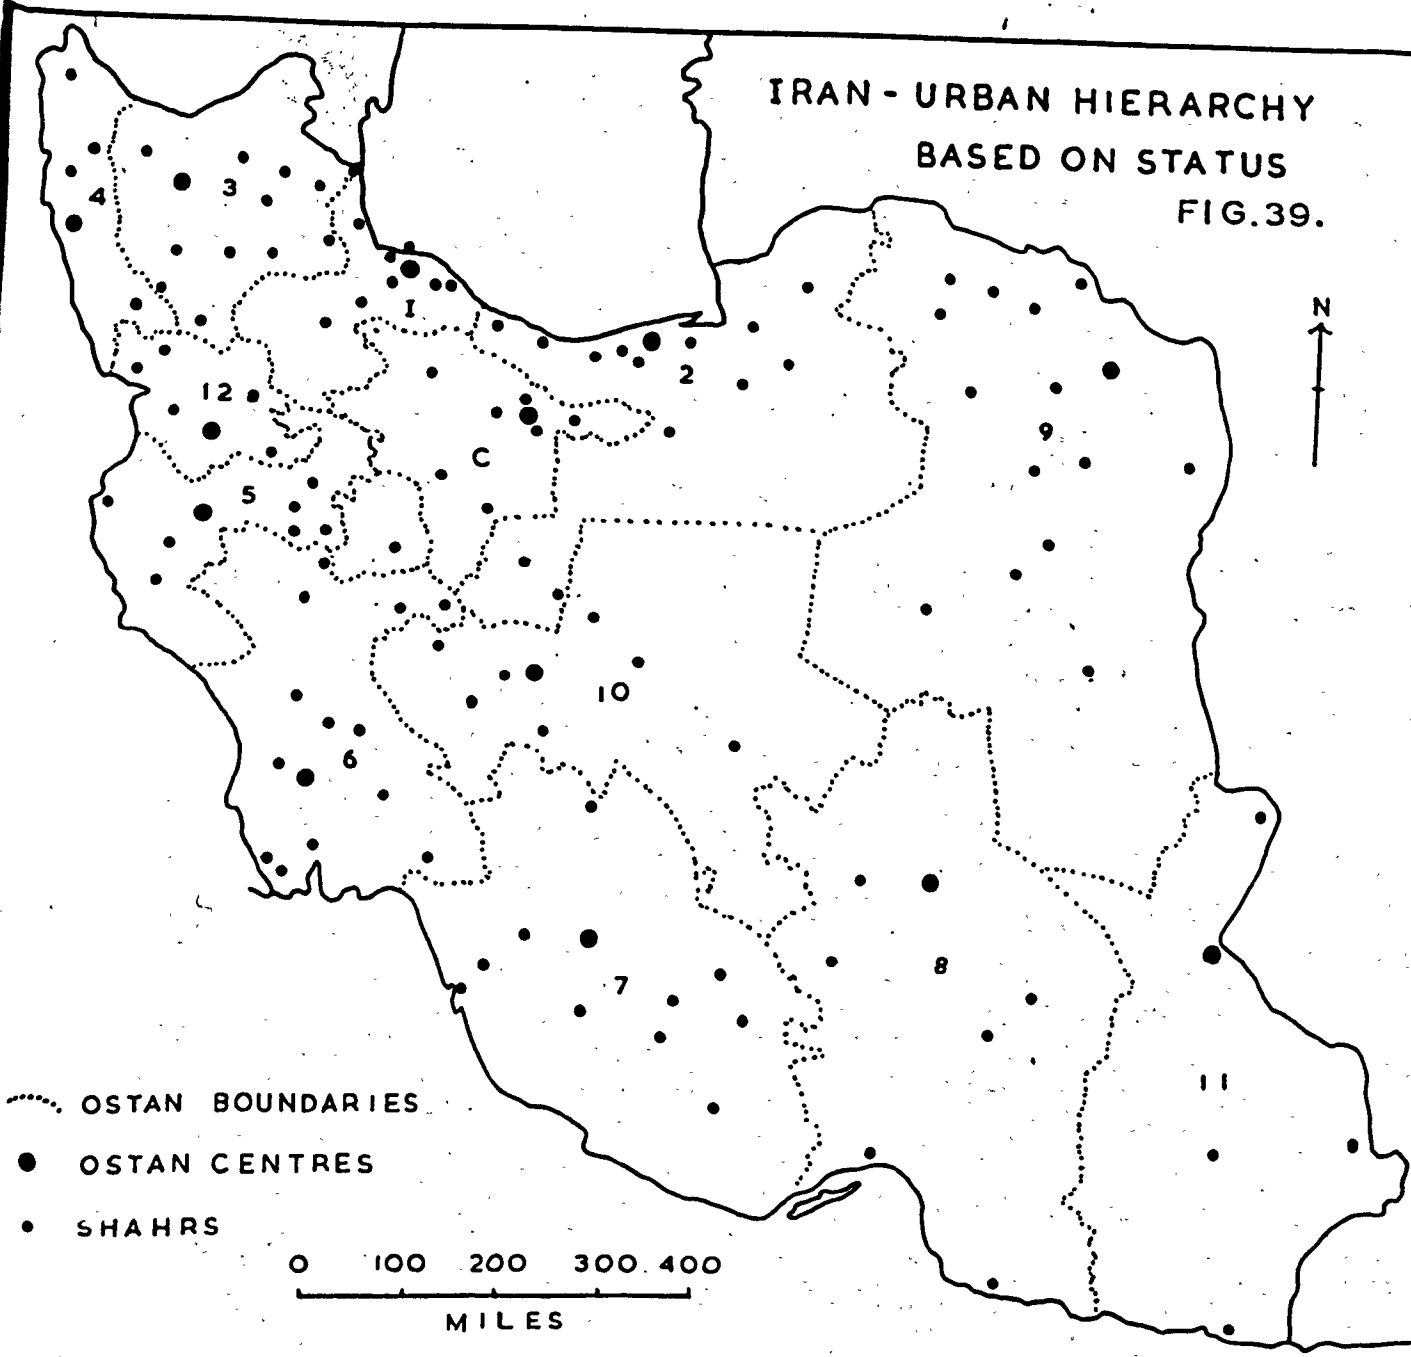 IRAN - URBAN HIERARCHY
BASED ON STATUS
FIG. 39.
N
4
3
I
2
12
C
9
5
10
6
7
8
11
OSTAN BOUNDARIES
OSTAN CENTRES
SHAHRS
0 100 200 300 400
MILES